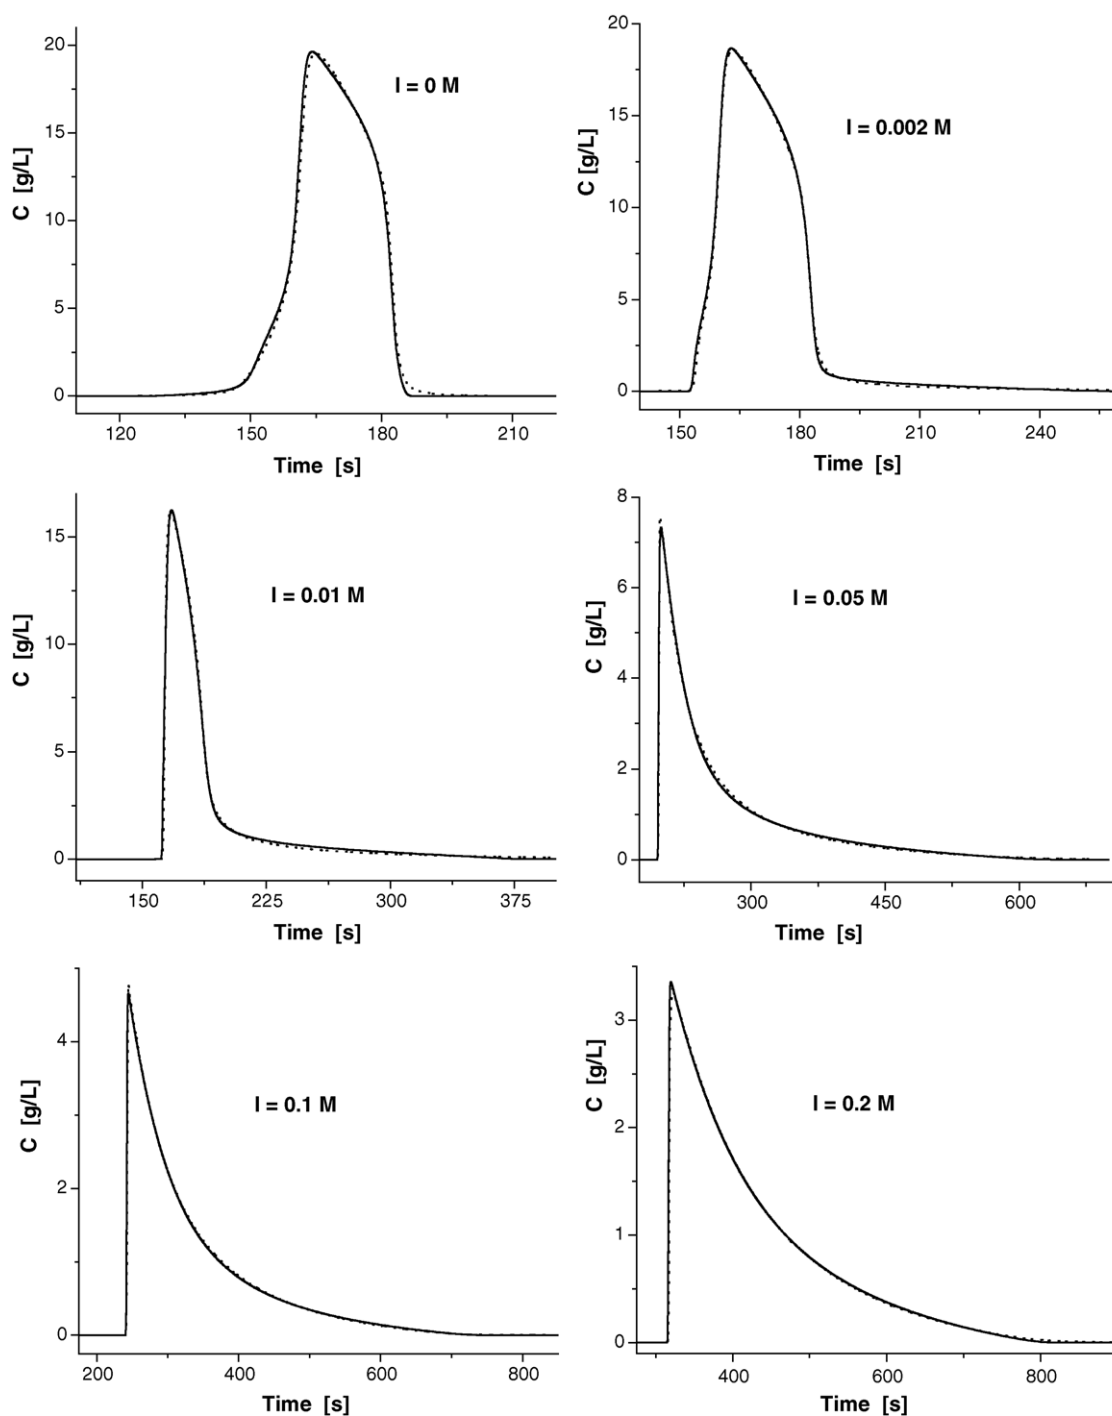 20
15
10
5
0
C [g/L]
I = 0 M
120 150 180 210
Time [s]
20
15
10
5
0
C [g/L]
I = 0.002 M
150 180 210 240
Time [s]
15
10
5
0
C [g/L]
I = 0.01 M
150 225 300 375
Time [s]
8
6
4
2
0
C [g/L]
I = 0.05 M
300 450 600
Time [s]
4
2
0
C [g/L]
I = 0.1 M
200 400 600 800
Time [s]
3
2
1
0
C [g/L]
I = 0.2 M
400 600 800
Time [s]